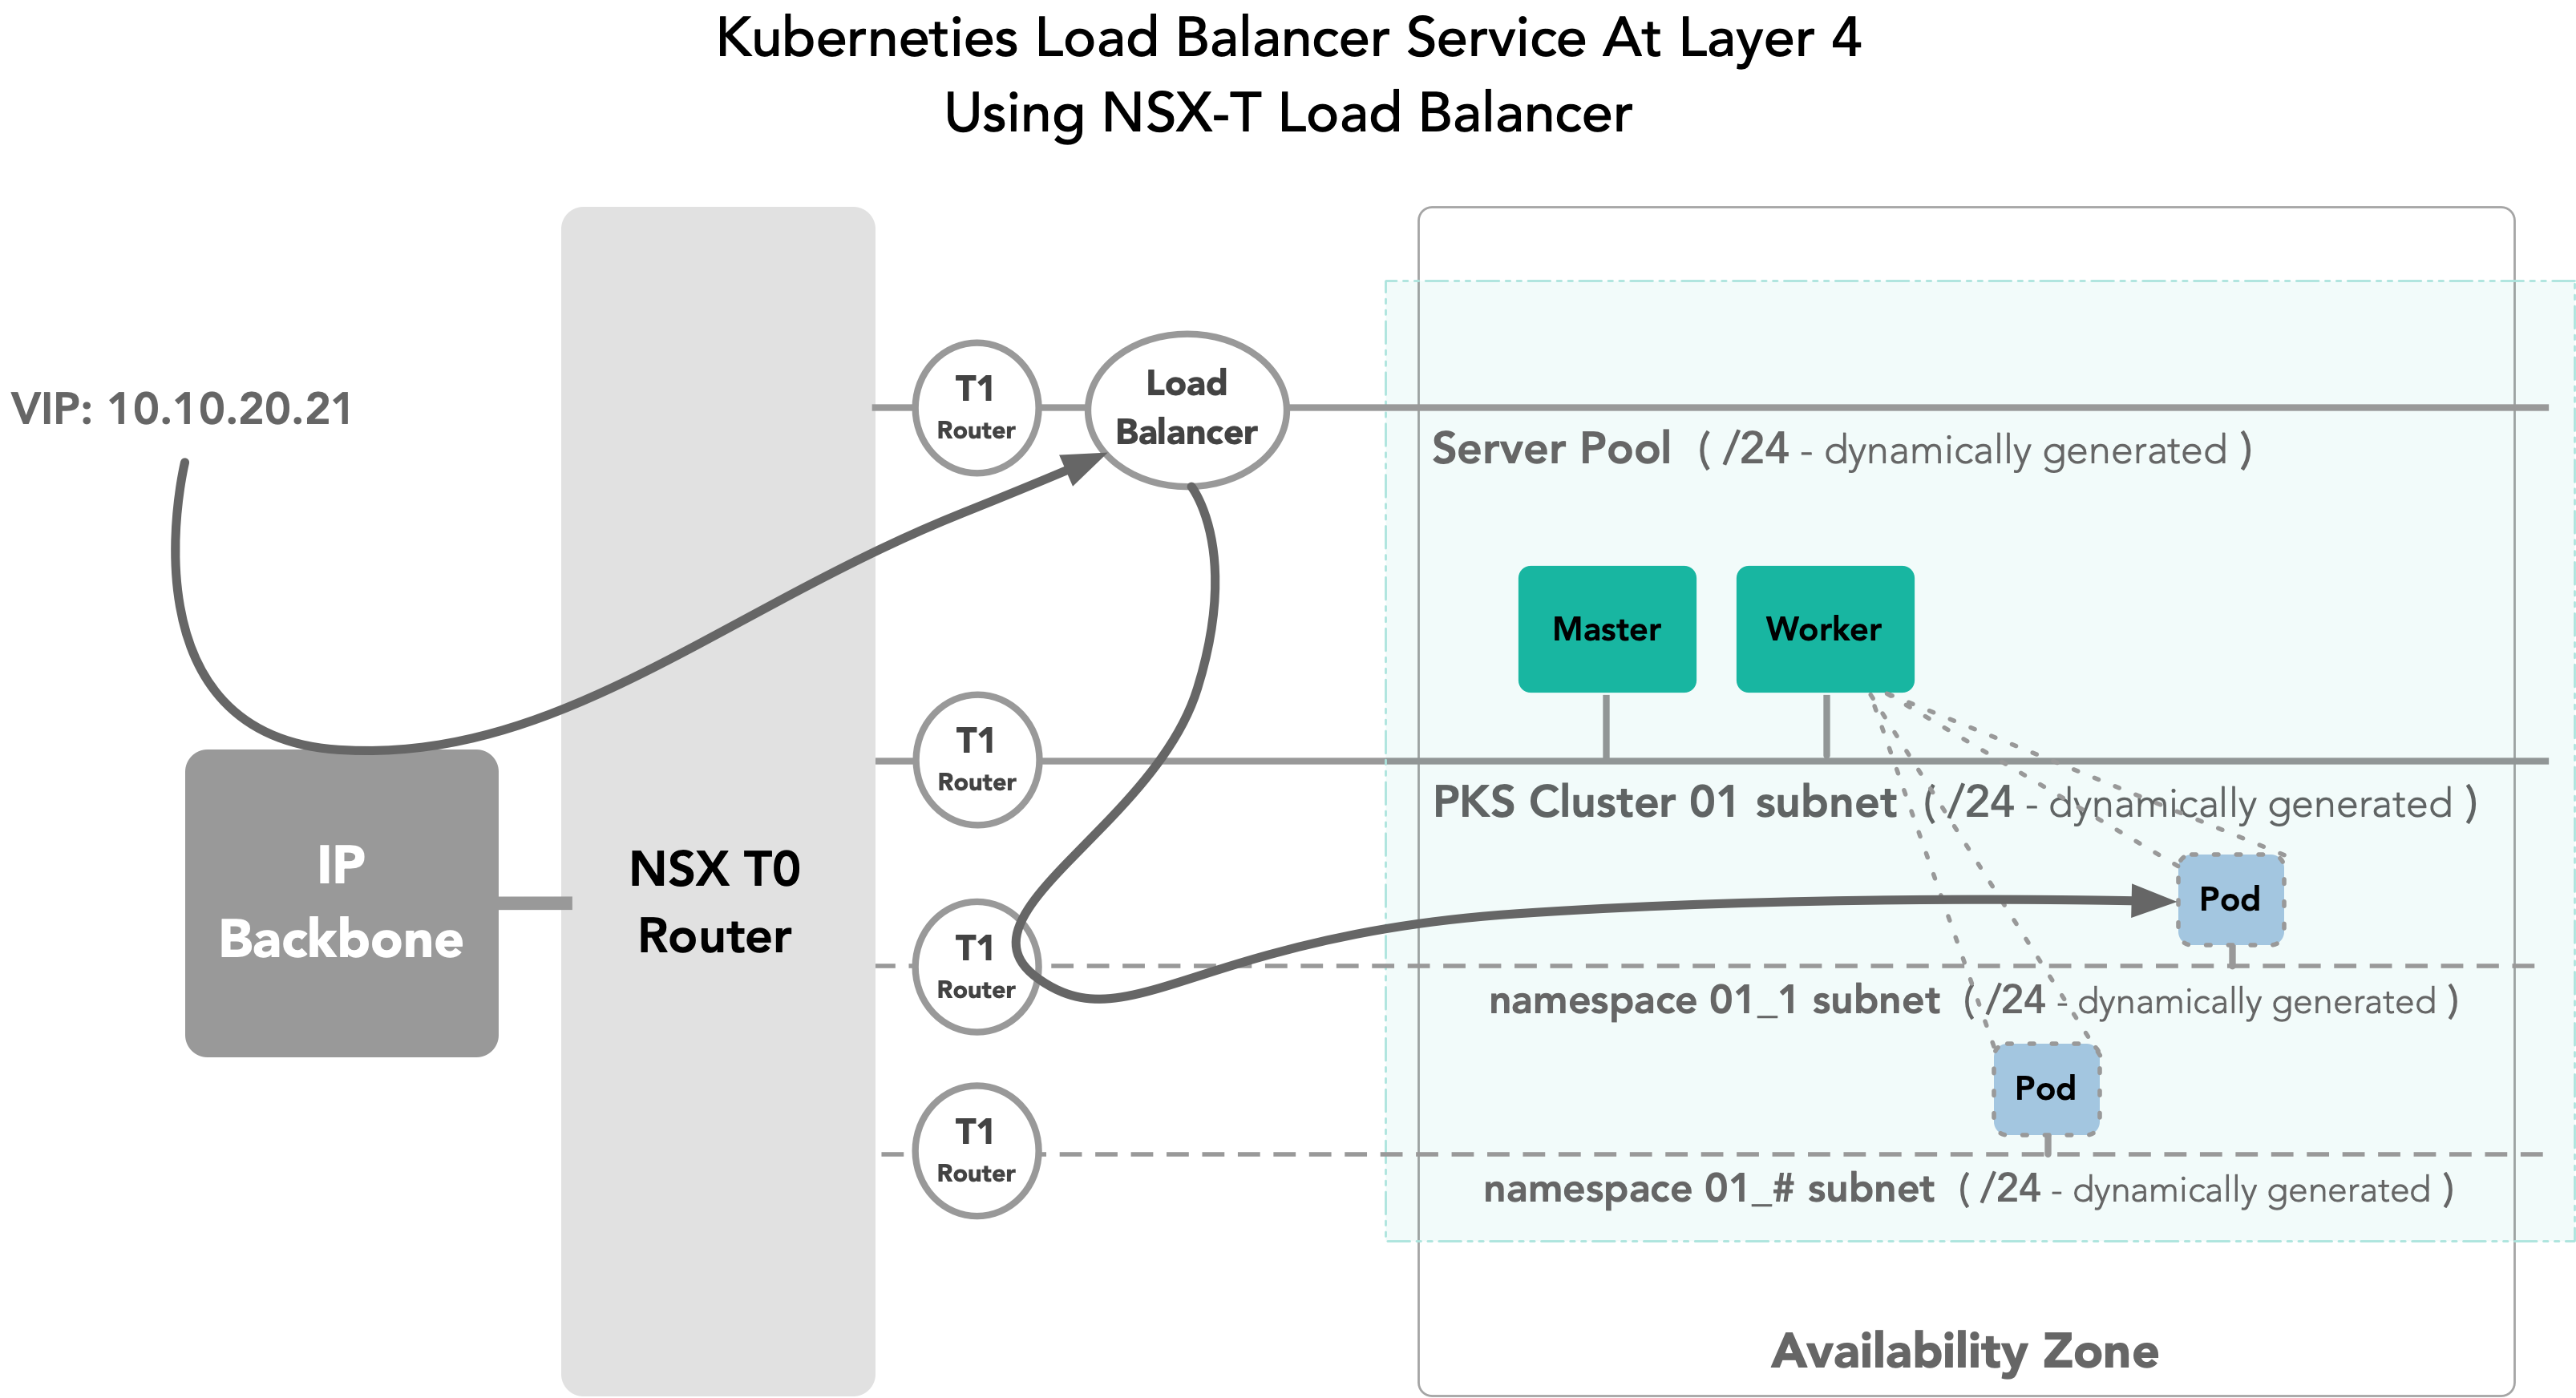 Kuberneties Load Balancer Service At Layer 4
Using NSX-T Load Balancer
VIP: 10.10.20.21
IP
Backbone
NSX T0
Router
T1
Router
Load
Balancer
Server Pool ( /24 - dynamically generated )
Master
Worker
T1
Router
PKS Cluster 01 subnet ( /24 - dynamically generated )
Pod
T1
Router
namespace 01_1 subnet ( /24 - dynamically generated )
Pod
T1
Router
namespace 01_# subnet ( /24 - dynamically generated )
Availability Zone